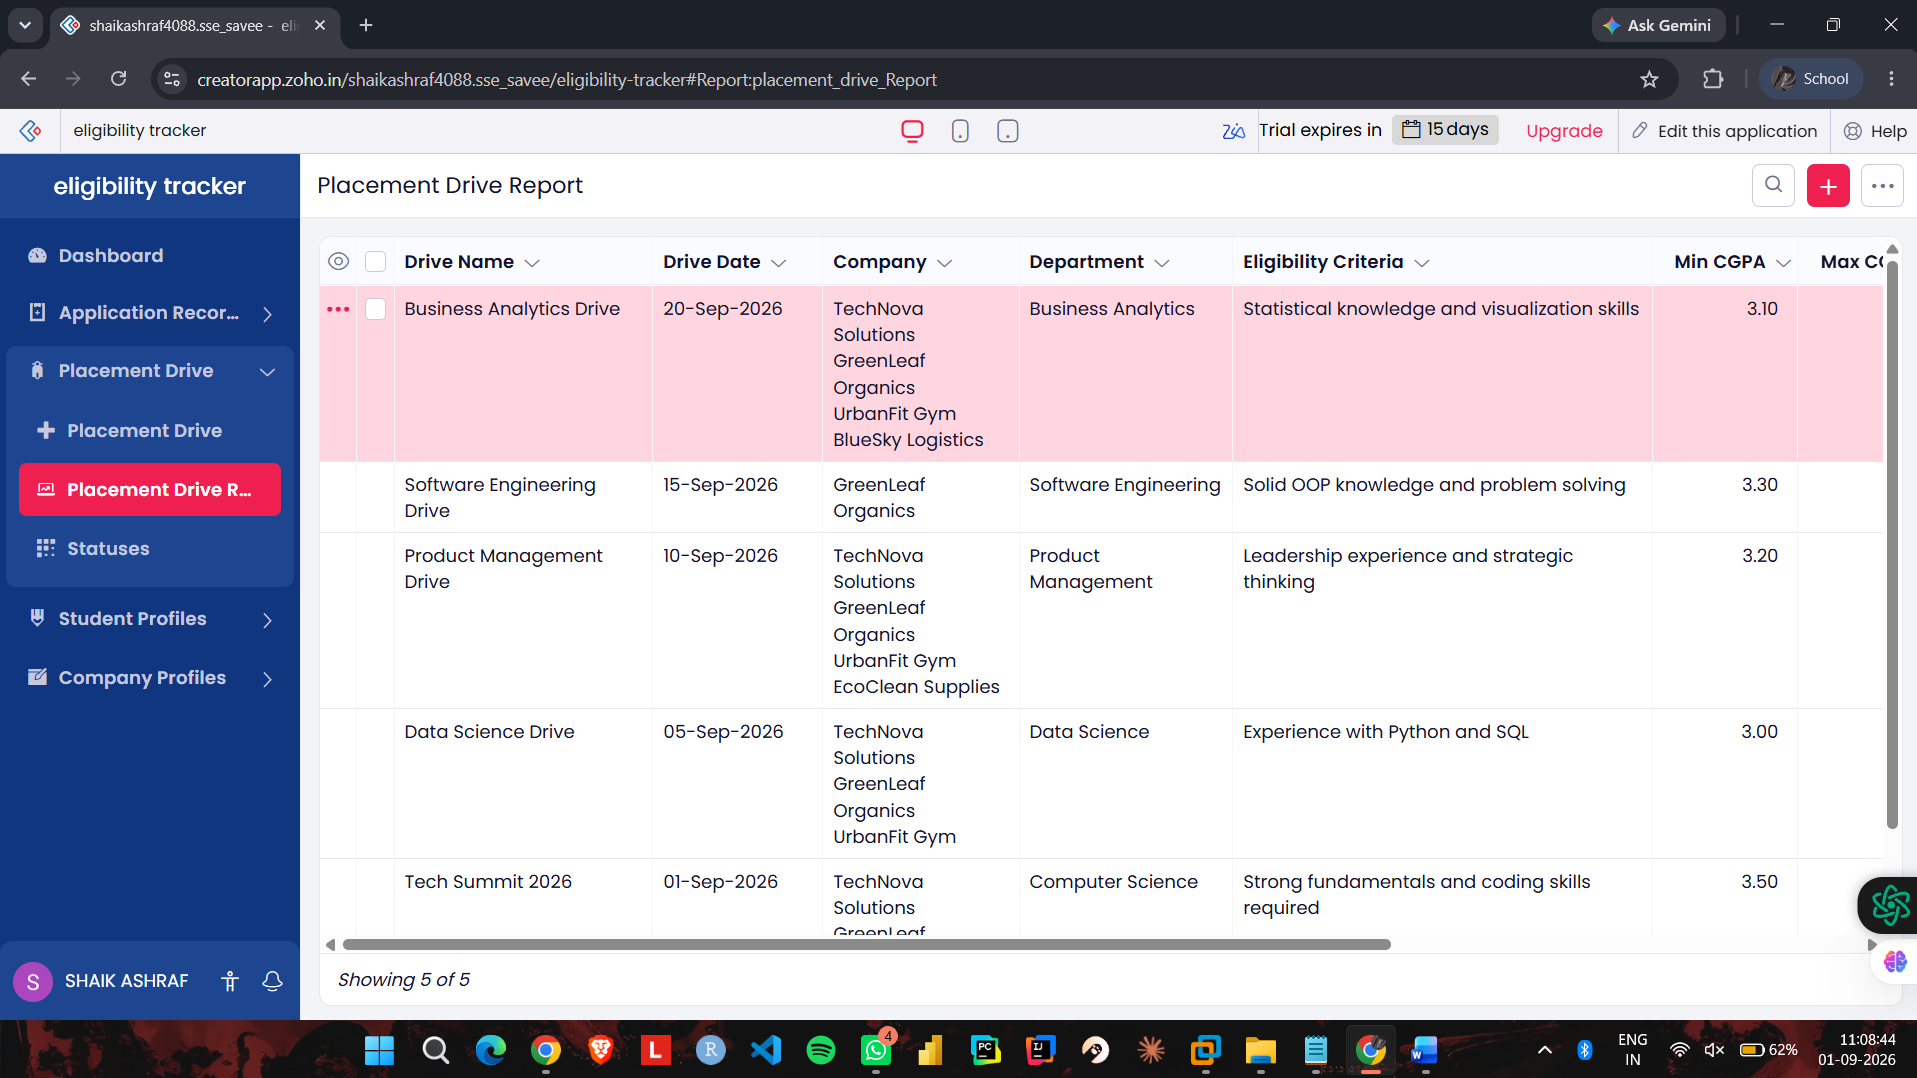 shaikashraf4088.sse_savee - eli
Ask Gemini
creatorapp.zoho.in/shaikashraf4088.sse_savee/eligibility-tracker#Report:placement_drive_Report
School
eligibility tracker
Trial expires in
15 days
Upgrade
Edit this application
Help
eligibility tracker
Dashboard
Application Recor...
Placement Drive
Placement Drive
Placement Drive R...
Statuses
Student Profiles
Company Profiles
S
SHAIK ASHRAF
Placement Drive Report
Drive Name
Drive Date
Company
Department
Eligibility Criteria
Min CGPA
Max CG
Business Analytics Drive
20-Sep-2026
TechNova
Solutions
GreenLeaf
Organics
UrbanFit Gym
BlueSky Logistics
Business Analytics
Statistical knowledge and visualization skills
3.10
Software Engineering
Drive
15-Sep-2026
GreenLeaf
Organics
Software Engineering
Solid OOP knowledge and problem solving
3.30
Product Management
Drive
10-Sep-2026
TechNova
Solutions
GreenLeaf
Organics
UrbanFit Gym
EcoClean Supplies
Product
Management
Leadership experience and strategic
thinking
3.20
Data Science Drive
05-Sep-2026
TechNova
Solutions
GreenLeaf
Organics
UrbanFit Gym
Data Science
Experience with Python and SQL
3.00
Tech Summit 2026
01-Sep-2026
TechNova
Solutions
GreenLeaf
Computer Science
Strong fundamentals and coding skills
required
3.50
Showing 5 of 5
L
R
4
PC
IJ
W
ENG
IN
62%
11:08:44
01-09-2026